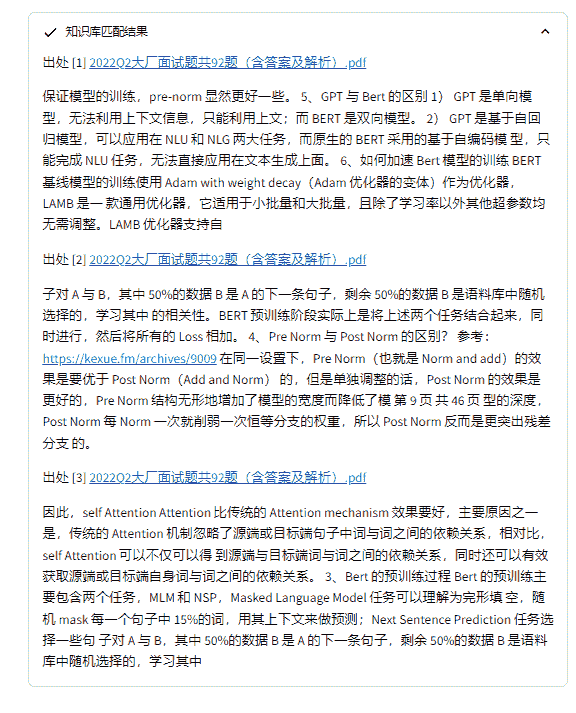 知识库匹配结果
出处 [1] 2022Q2大厂面试题共92题（含答案及解析）.pdf
保证模型的训练，pre-norm 显然更好一些。 5、GPT 与 Bert 的区别 1） GPT 是单向模
型，无法利用上下文信息，只能利用上文；而 BERT 是双向模型。 2） GPT 是基于自回
归模型，可以应用在 NLU 和 NLG 两大任务，而原生的 BERT 采用的基于自编码模 型，只
能完成 NLU 任务，无法直接应用在文本生成上面。 6、如何加速 Bert 模型的训练 BERT
基线模型的训练使用 Adam with weight decay（Adam 优化器的变体）作为优化器，
LAMB 是一 款通用优化器，它适用于小批量和大批量，且除了学习率以外其他超参数均
无需调整。LAMB 优化器支持自
出处 [2] 2022Q2大厂面试题共92题（含答案及解析）.pdf
子对 A 与 B，其中 50%的数据 B 是 A 的下一条句子，剩余 50%的数据 B 是语料库中随机
选择的，学习其中 的相关性。BERT 预训练阶段实际上是将上述两个任务结合起来，同
时进行，然后将所有的 Loss 相加。 4、Pre Norm 与 Post Norm 的区别？ 参考：
https://kexue.fm/archives/9009 在同一设置下，Pre Norm（也就是 Norm and add）的效
果是要优于 Post Norm（Add and Norm） 的，但是单独调整的话，Post Norm 的效果是
更好的，Pre Norm 结构无形地增加了模型的宽度而降低了模 第 9 页 共 46 页 型的深度，
Post Norm 每 Norm 一次就削弱一次恒等分支的权重，所以 Post Norm 反而是更突出残差
分支 的。
出处 [3] 2022Q2大厂面试题共92题（含答案及解析）.pdf
因此，self Attention Attention 比传统的 Attention mechanism 效果要好，主要原因之一
是，传统的 Attention 机制忽略了源端或目标端句子中词与词之间的依赖关系，相对比，
self Attention 可以不仅可以得 到源端与目标端词与词之间的依赖关系，同时还可以有效
获取源端或目标端自身词与词之间的依赖关系。 3、Bert 的预训练过程 Bert 的预训练主
要包含两个任务，MLM 和 NSP，Masked Language Model 任务可以理解为完形填 空，随
机 mask 每一个句子中 15%的词，用其上下文来做预测；Next Sentence Prediction 任务选
择一些句 子对 A 与 B，其中 50%的数据 B 是 A 的下一条句子，剩余 50%的数据 B 是语料
库中随机选择的，学习其中